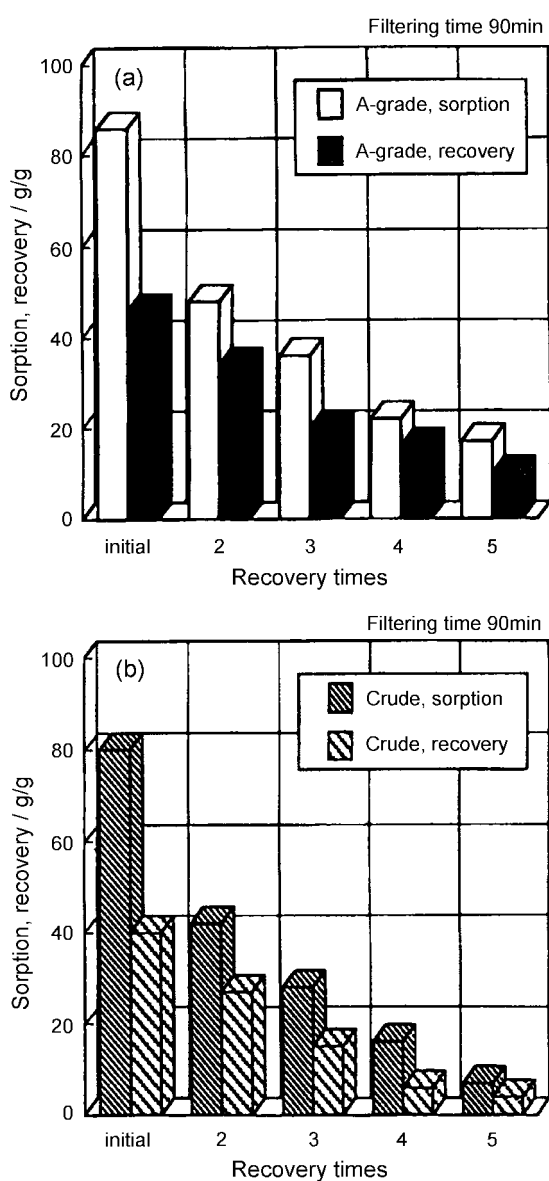 Filtering time 90min
(a)
A-grade, sorption
A-grade, recovery
Sorption, recovery / g/g
100
80
60
40
20
0
initial 2 3 4 5
Recovery times
Filtering time 90min
(b)
Crude, sorption
Crude, recovery
Sorption, recovery / g/g
100
80
60
40
20
0
initial 2 3 4 5
Recovery times